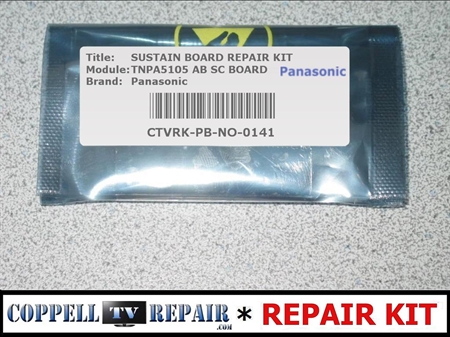 Title: SUSTAIN BOARD REPAIR KIT
Module: TNPA5105 AB SC BOARD Panasonic
Brand: Panasonic
CTVRK-PB-NO-0141
COPPELL TV REPAIR .com * REPAIR KIT